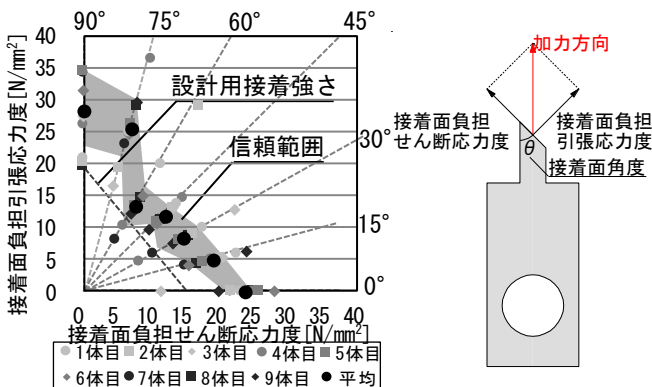 90° 75° 60° 45°
40
35
30
25
20
15
10
5
0
接着面負担引張応力度[N/mm²]
設計用接着強さ
信頼範囲
30°
15°
0°
0 5 10 15 20 25 30 35 40
接着面負担せん断応力度[N/mm²]
1体目 2体目 3体目 4体目 5体目
6体目 7体目 8体目 9体目 平均
加力方向
接着面負担
せん断応力度
接着面負担
引張応力度
θ
接着面角度